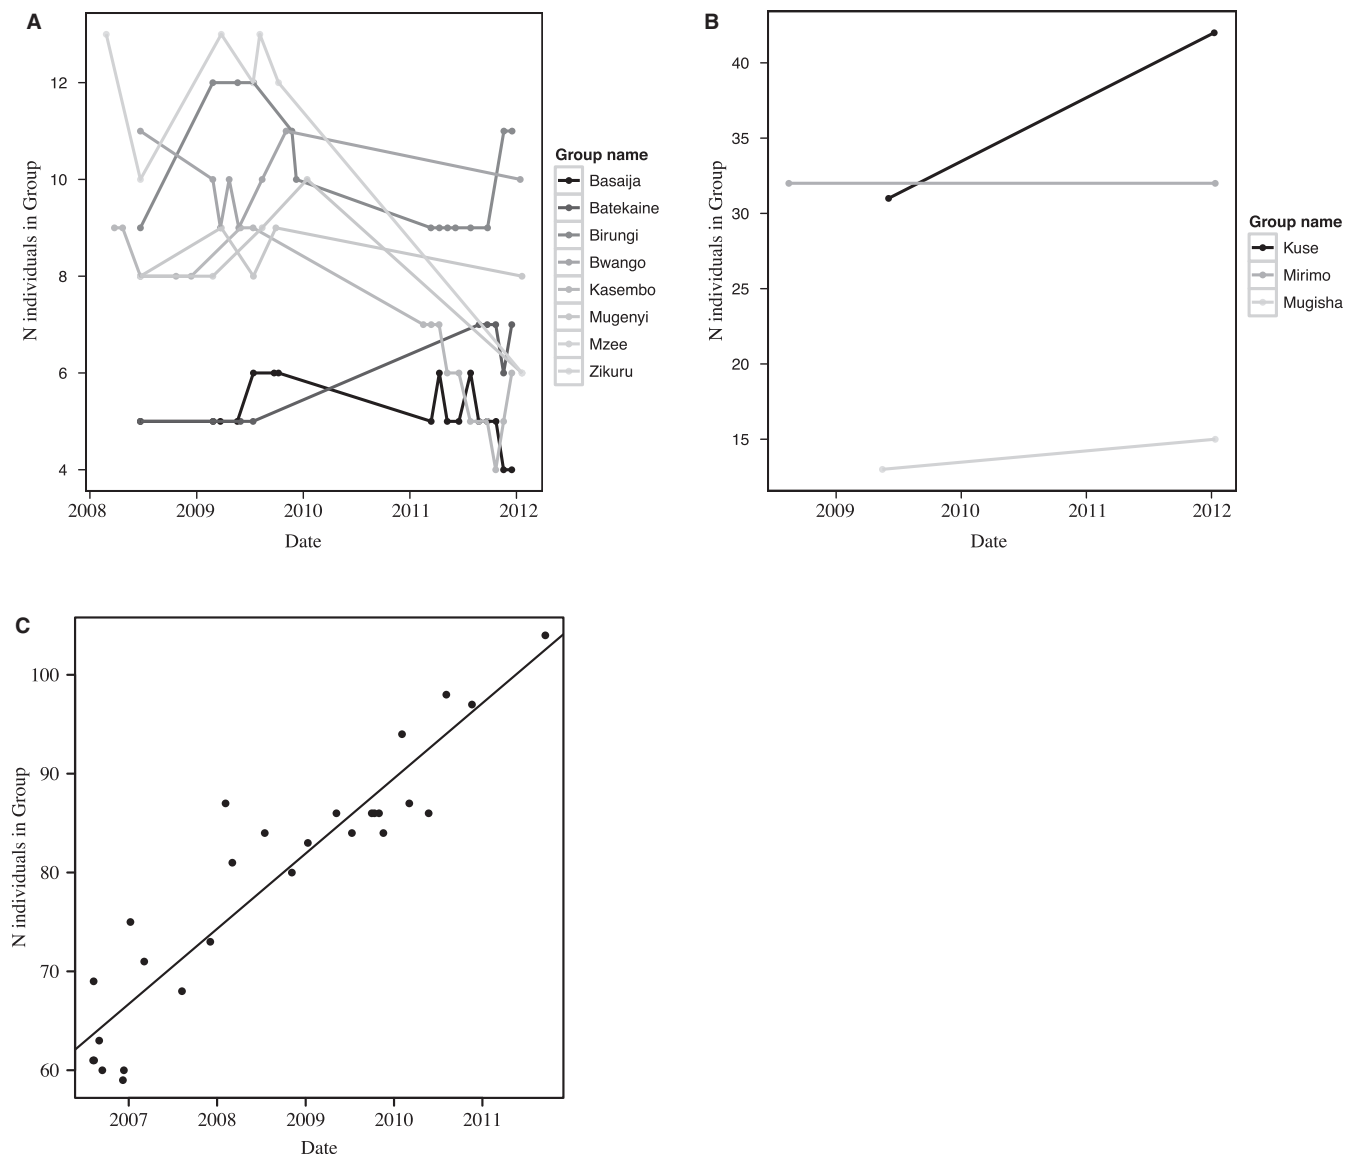 A
12
10
8
6
4
N individuals in Group
2008 2009 2010 2011 2012
Date
Group name
Basaija
Batekaine
Birungi
Bwango
Kasembo
Mugenyi
Mzee
Zikuru
B
40
35
30
25
20
15
N individuals in Group
2009 2010 2011 2012
Date
Group name
Kuse
Mirimo
Mugisha
C
100
90
80
70
60
N individuals in Group
2007 2008 2009 2010 2011
Date